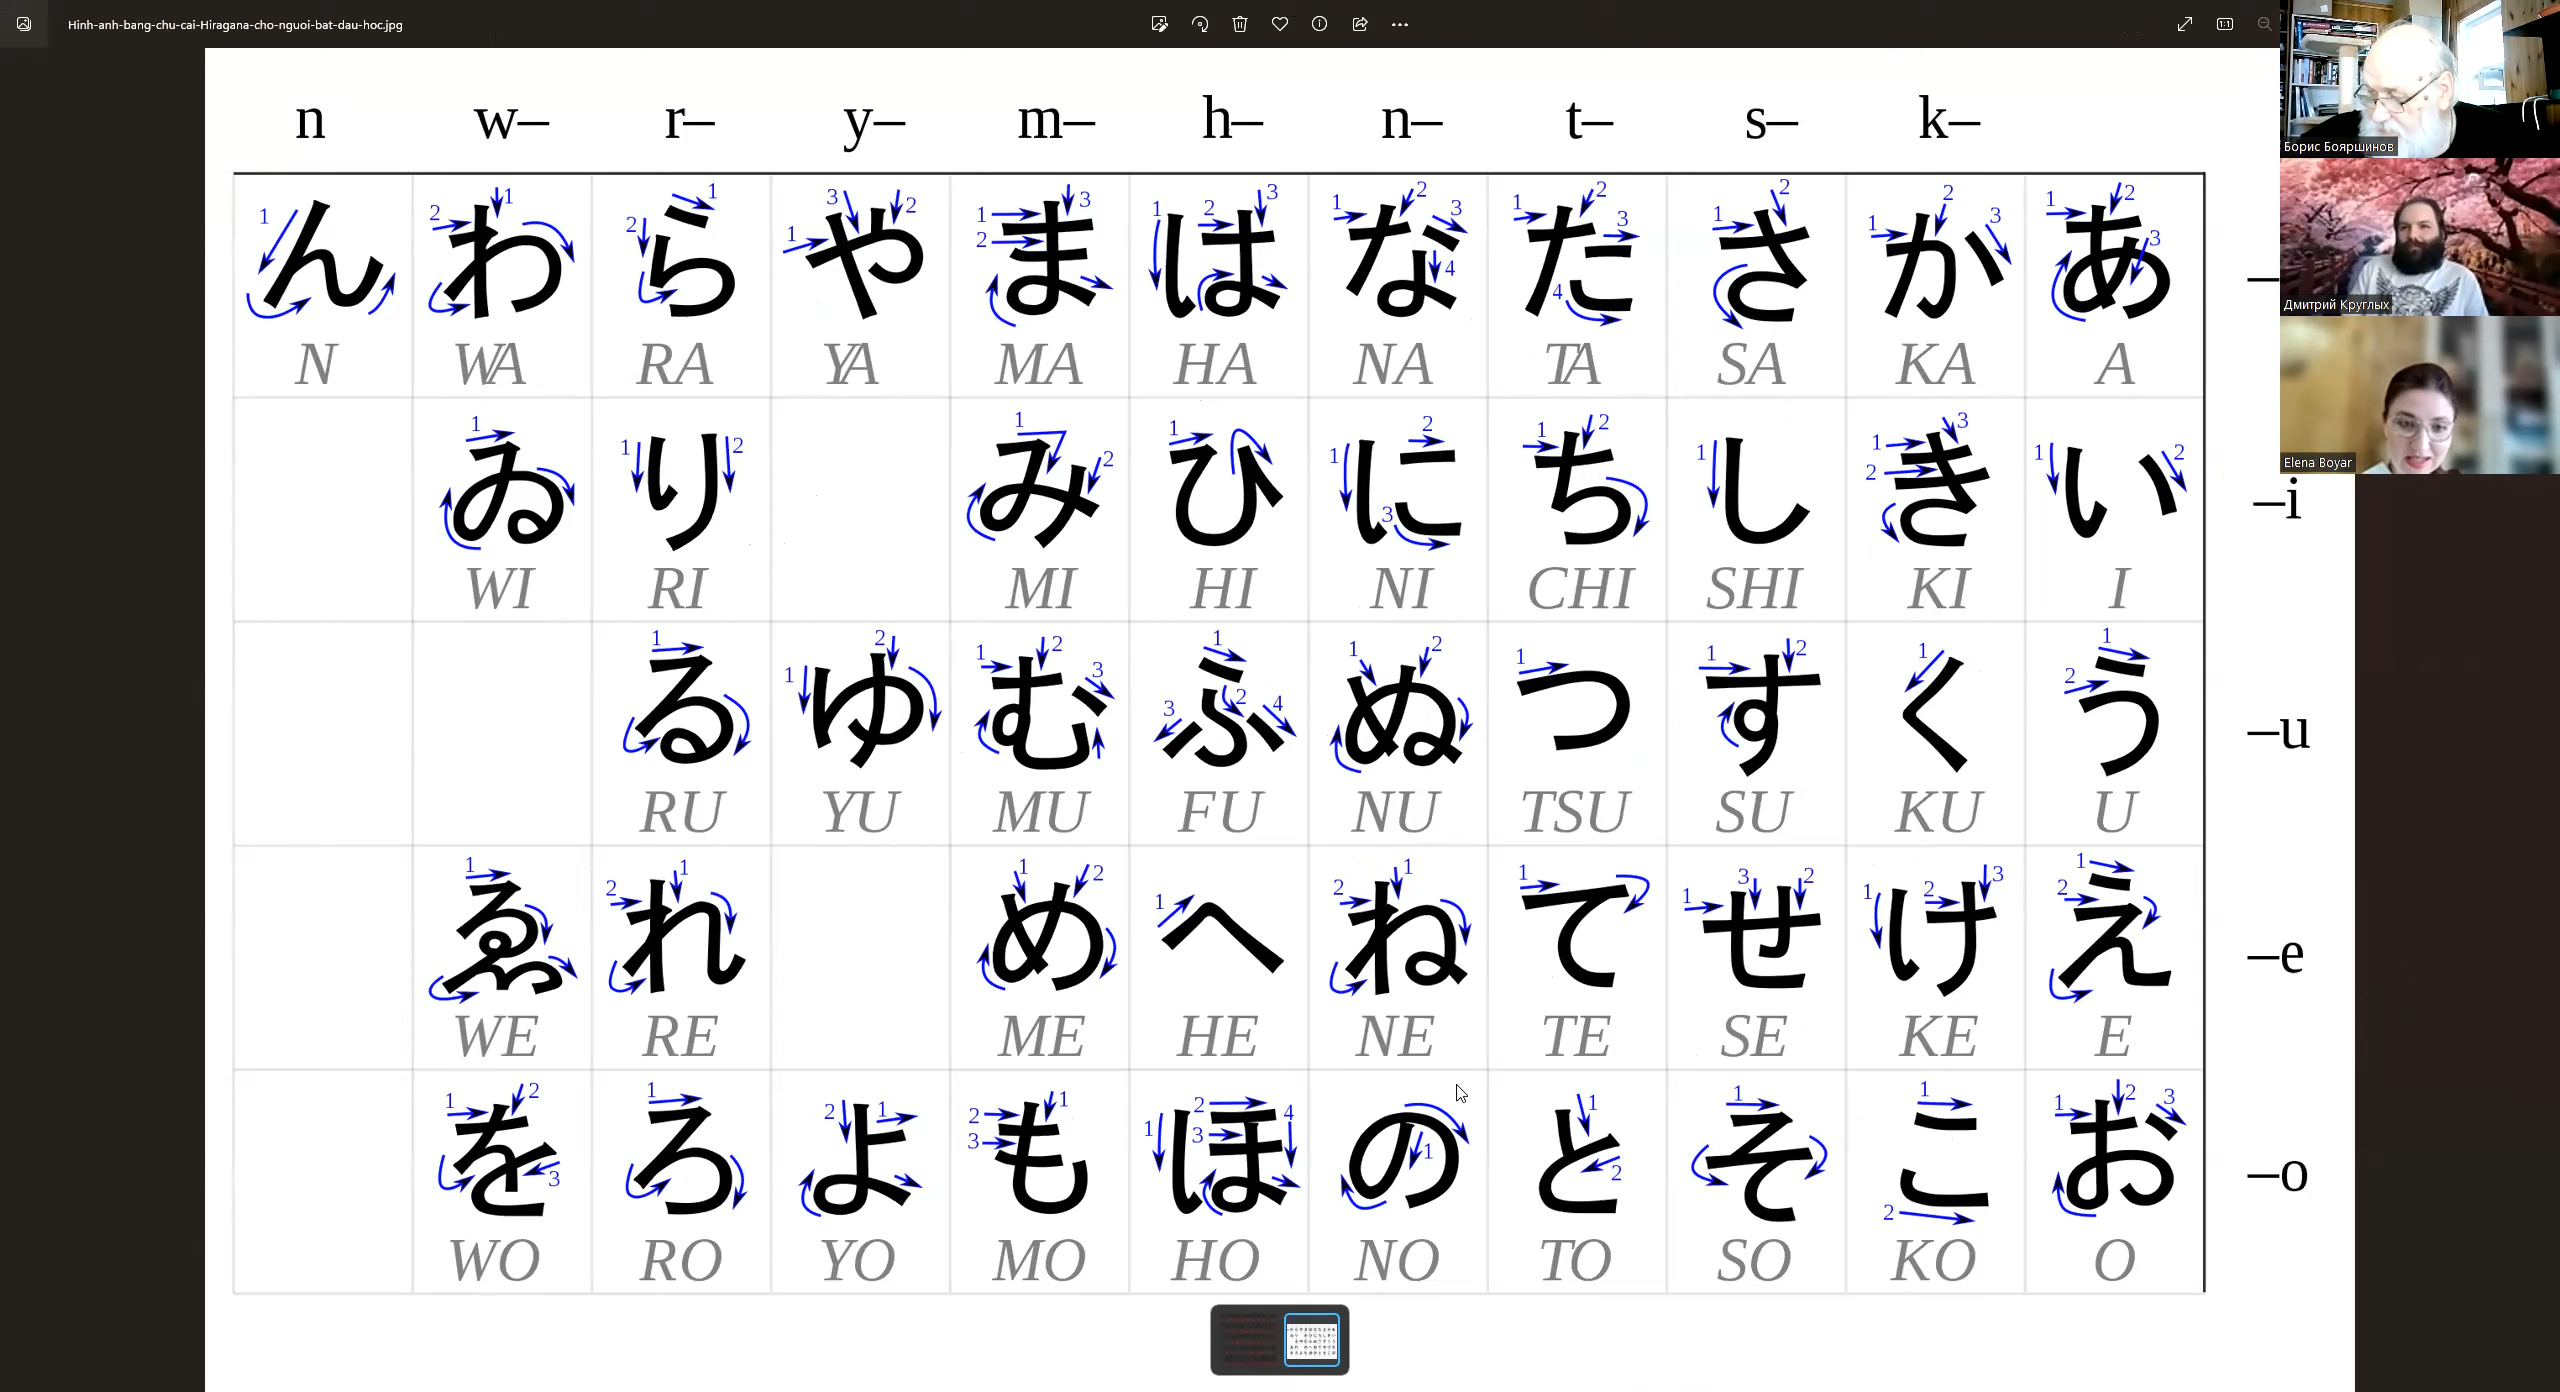 Hinh-anh-bang-chu-cai-Hiragana-cho-nguoi-bat-dau-hoc.jpg
n w– r– y– m– h– n– t– s– k–
ん わ ら や ま は な た さ か あ –
N WA RA YA MA HA NA TA SA KA A
ゐ り み ひ に ち し き い –i
WI RI MI HI NI CHI SHI KI I
る ゆ む ふ ぬ つ す く う –u
RU YU MU FU NU TSU SU KU U
ゑ れ め へ ね て せ け え –e
WE RE ME HE NE TE SE KE E
を ろ よ も ほ の と そ こ お –o
WO RO YO MO HO NO TO SO KO O
Борис Бояршинов
Дмитрий Круглых
Elena Boyar